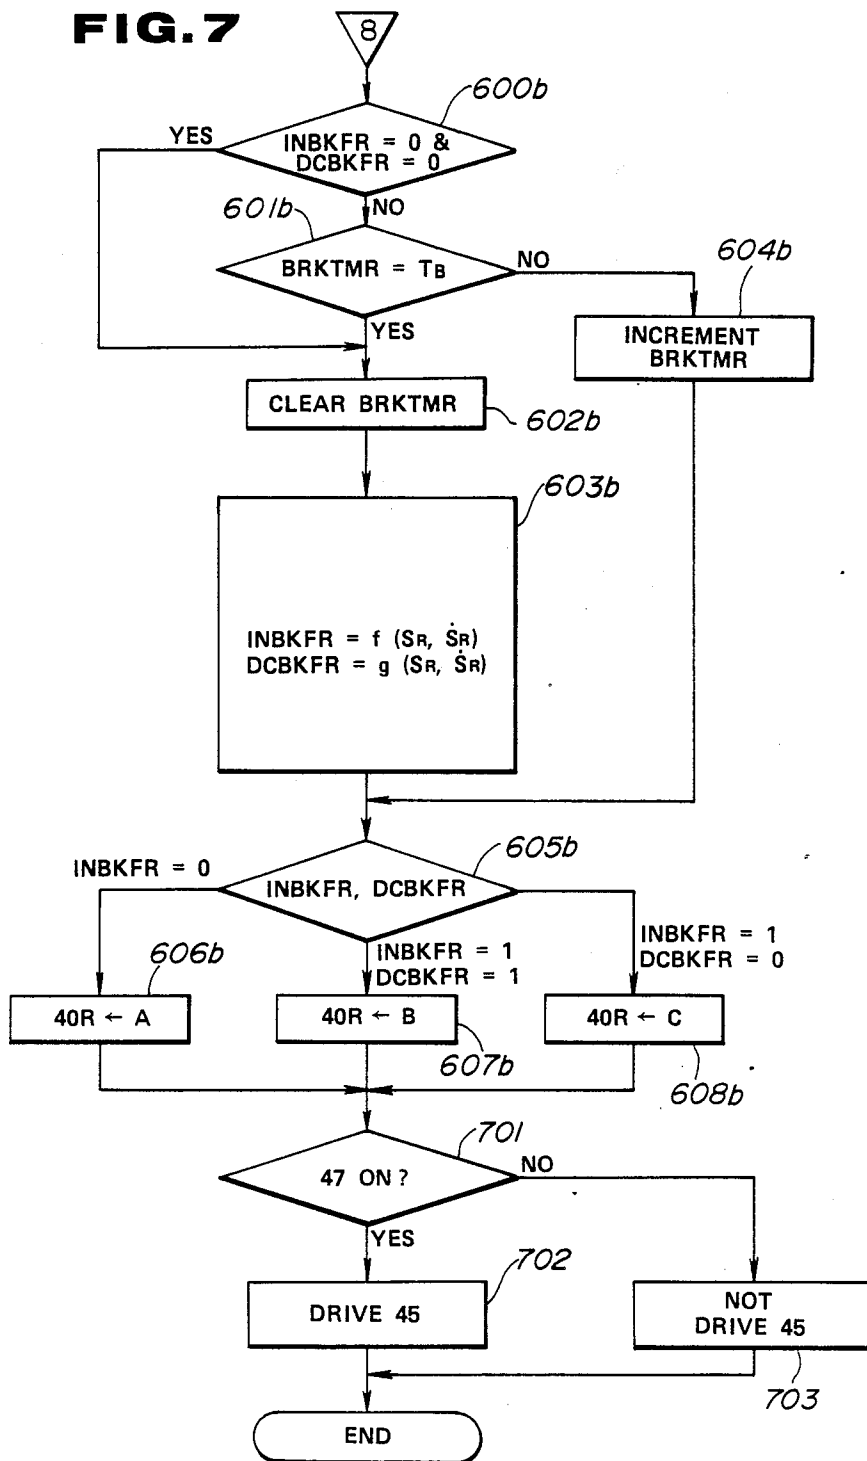 FIG.7
8
600b
YES
INBKFR = 0 &
DCBKFR = 0
NO
601b
BRKTMR = TB
NO
604b
YES
INCREMENT
BRKTMR
CLEAR BRKTMR
602b
603b
INBKFR = f (SR, ṠR)
DCBKFR = g (SR, ṠR)
605b
INBKFR = 0
INBKFR, DCBKFR
INBKFR = 1
DCBKFR = 0
INBKFR = 1
DCBKFR = 1
606b
40R ← A
40R ← B
40R ← C
607b
608b
701
47 ON ?
NO
YES
702
DRIVE 45
NOT
DRIVE 45
703
END